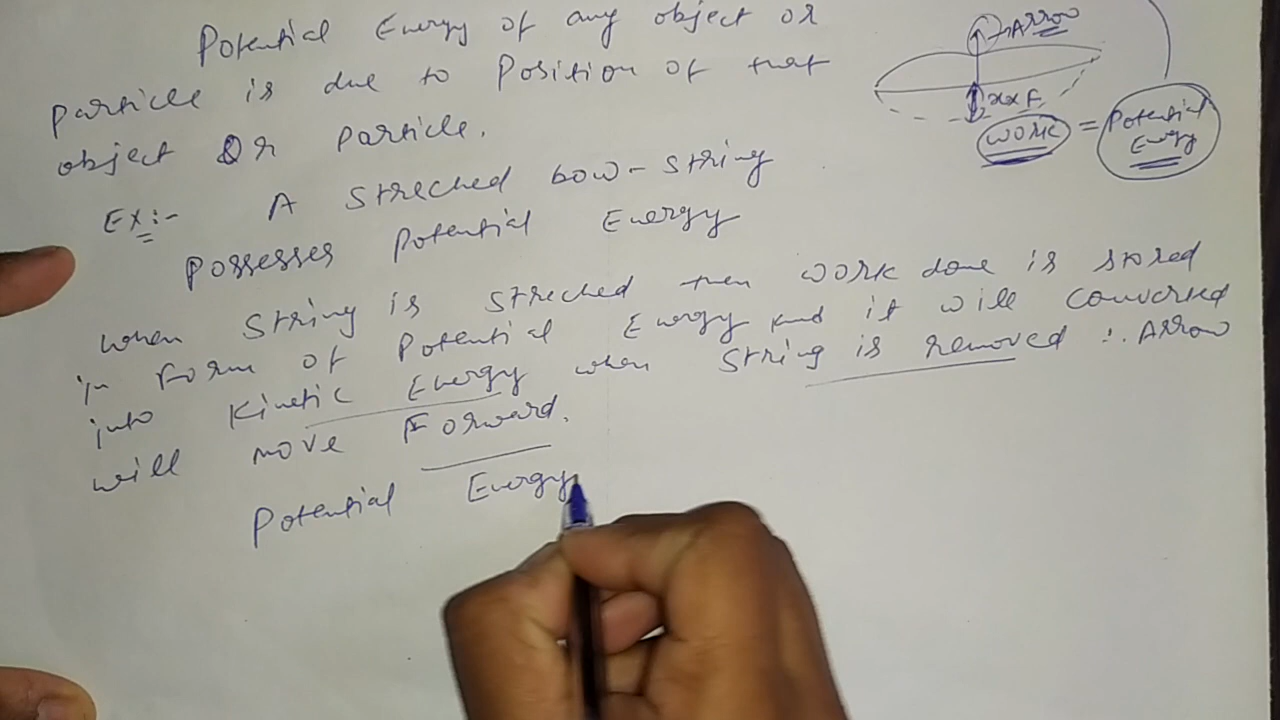 Potential Energy of any object or
particle is due to Position of that
object Or Particle.
Ex:- A Streched bow-string
Possesses Potential Energy
when String is streched then work done is stored
in form of Potential Energy and it will converted
into Kinetic Energy when String is removed ∴ Arrow
will move Forward.
Potential Energy
→Arrow
x×F
work = Potential
Energy